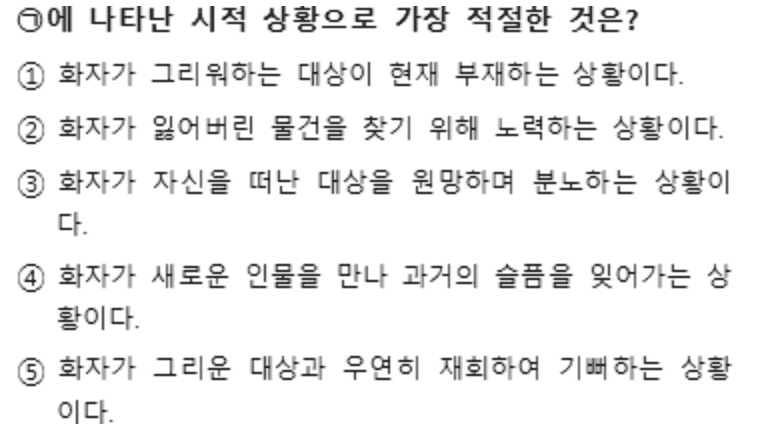 ㉠에 나타난 시적 상황으로 가장 적절한 것은?
① 화자가 그리워하는 대상이 현재 부재하는 상황이다.
② 화자가 잃어버린 물건을 찾기 위해 노력하는 상황이다.
③ 화자가 자신을 떠난 대상을 원망하며 분노하는 상황이
다.
④ 화자가 새로운 인물을 만나 과거의 슬픔을 잊어가는 상
황이다.
⑤ 화자가 그리운 대상과 우연히 재회하여 기뻐하는 상황
이다.